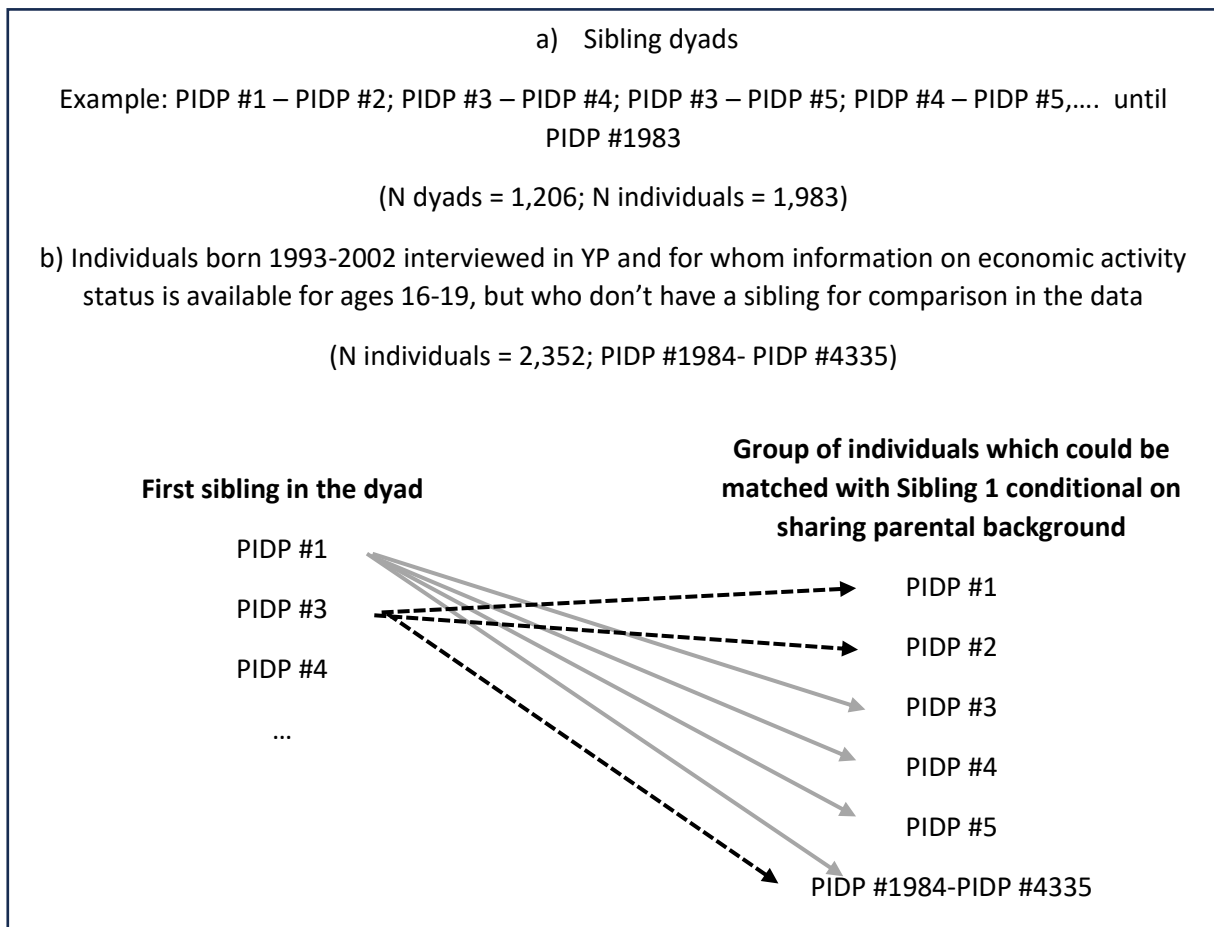 a) Sibling dyads
Example: PIDP #1 – PIDP #2; PIDP #3 – PIDP #4; PIDP #3 – PIDP #5; PIDP #4 – PIDP #5,…. until
PIDP #1983
(N dyads = 1,206; N individuals = 1,983)
b) Individuals born 1993-2002 interviewed in YP and for whom information on economic activity
status is available for ages 16-19, but who don’t have a sibling for comparison in the data
(N individuals = 2,352; PIDP #1984- PIDP #4335)
First sibling in the dyad
PIDP #1
PIDP #3
PIDP #4
…
Group of individuals which could be
matched with Sibling 1 conditional on
sharing parental background
PIDP #1
PIDP #2
PIDP #3
PIDP #4
PIDP #5
PIDP #1984-PIDP #4335